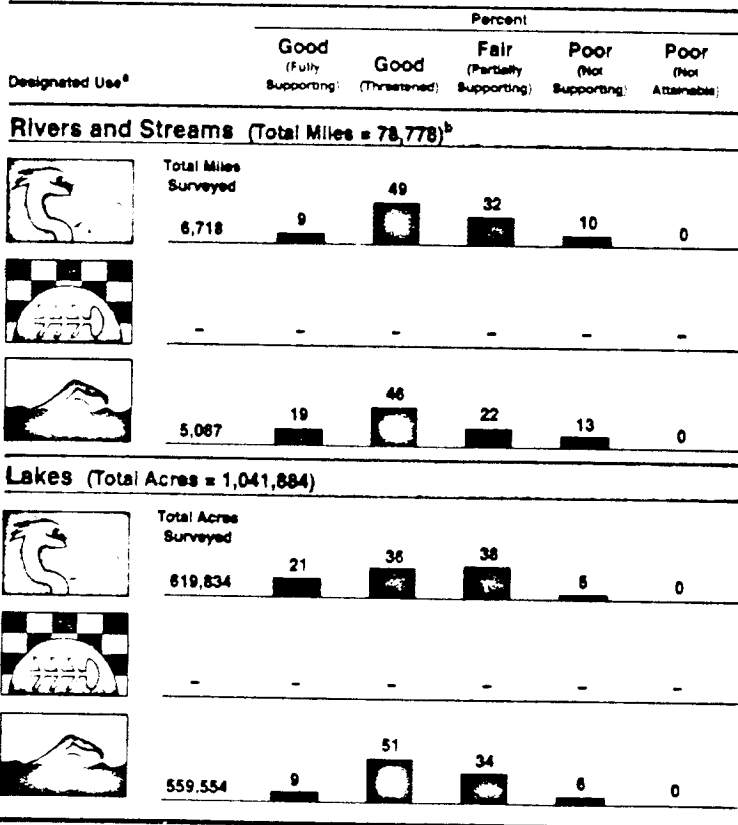 Percent
Designated Use^a
Good (Fully Supporting)
Good (Threatened)
Fair (Partially Supporting)
Poor (Not Supporting)
Poor (Not Attainable)
Rivers and Streams (Total Miles = 78,778)^b
Total Miles Surveyed
6,718 9 49 32 10 0
- - - - - -
5,067 19 46 22 13 0
Lakes (Total Acres = 1,041,884)
Total Acres Surveyed
619,834 21 36 38 5 0
- - - - - -
559,554 9 51 34 6 0